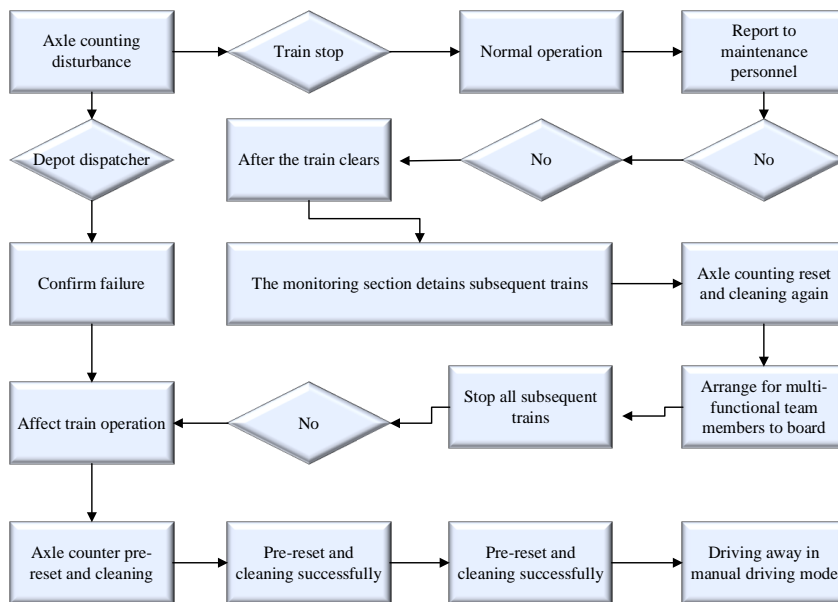 Axle counting
disturbance
Train stop
Normal operation
Report to
maintenance
personnel
Depot dispatcher
After the train clears
No
No
Confirm failure
The monitoring section detains subsequent trains
Axle counting reset
and cleaning again
Affect train operation
No
Stop all subsequent
trains
Arrange for multi-
functional team
members to board
Axle counter pre-
reset and cleaning
Pre-reset and
cleaning successfully
Pre-reset and
cleaning successfully
Driving away in
manual driving mode